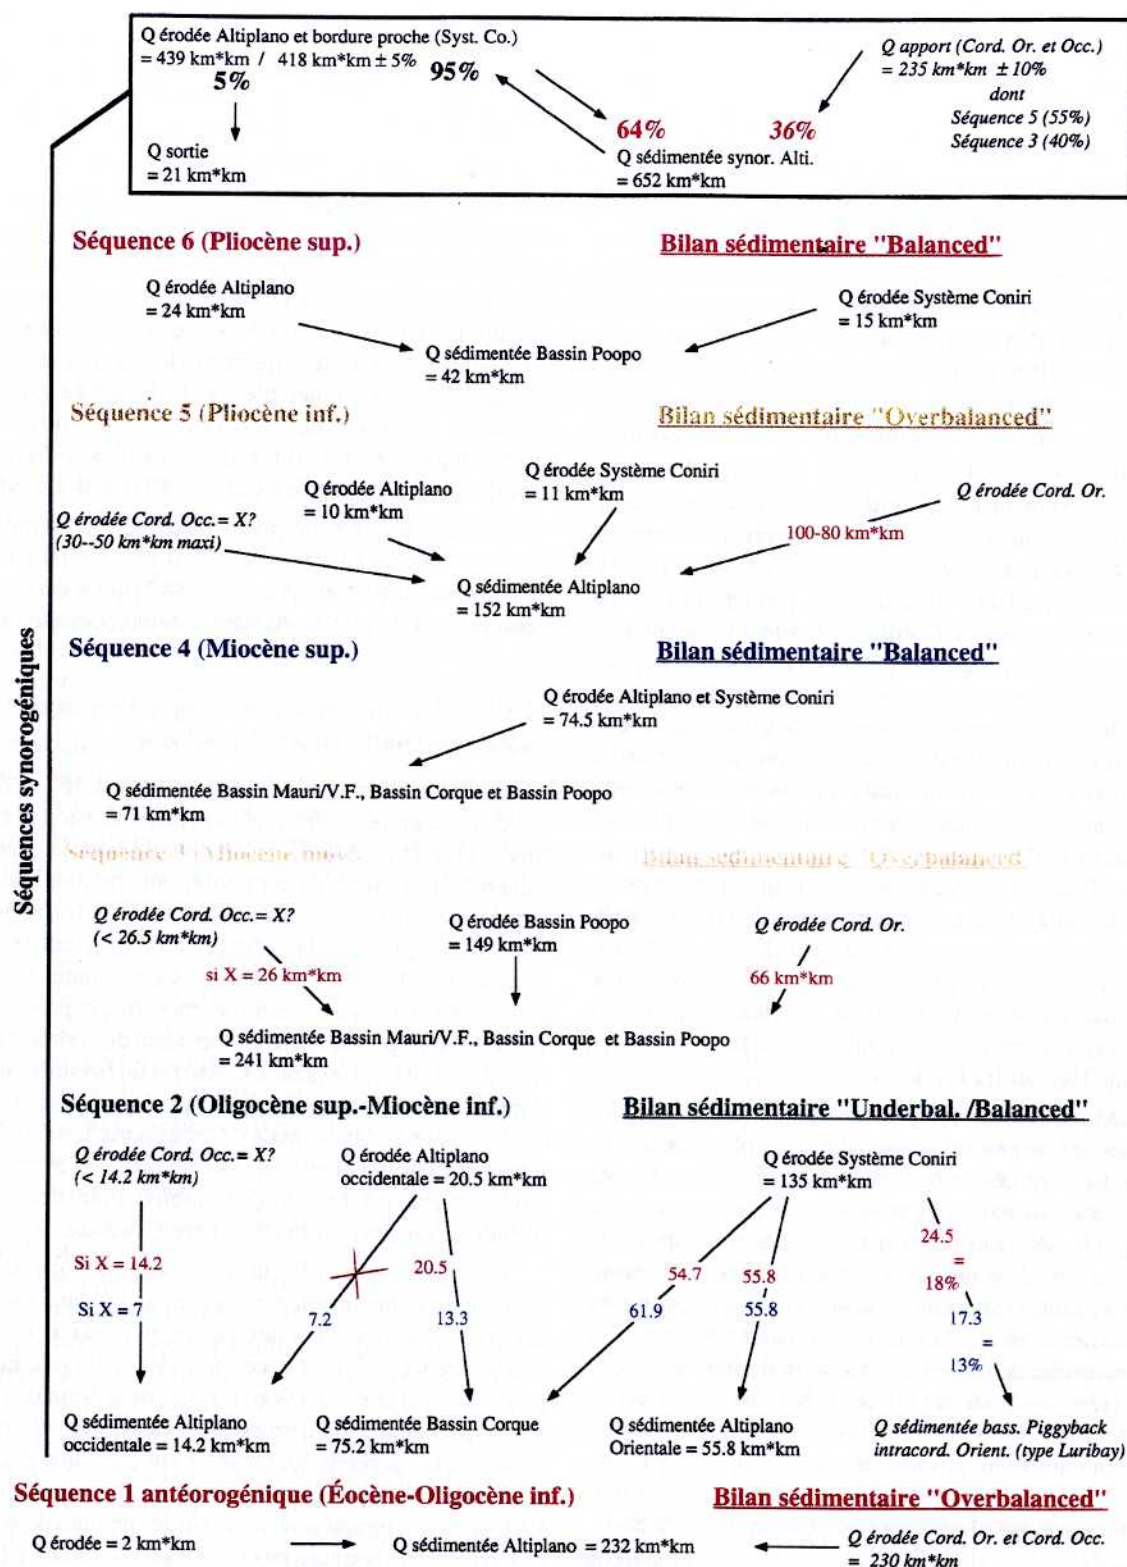 Q érodée Altiplano et bordure proche (Syst. Co.)
= 439 km*km / 418 km*km ± 5%
5%
95%
Q apport (Cord. Or. et Occ.)
= 235 km*km ±10%
dont
Séquence 5 (55%)
Séquence 3 (40%)
64%
36%
Q sortie
= 21 km*km
Q sédimentée synor. Alti.
= 652 km*km
Séquences synorogéniques
Séquence 6 (Pliocène sup.)
Bilan sédimentaire "Balanced"
Q érodée Altiplano
= 24 km*km
Q érodée Système Coniri
= 15 km*km
Q sédimentée Bassin Poopo
= 42 km*km
Séquence 5 (Pliocène inf.)
Bilan sédimentaire "Overbalanced"
Q érodée Système Coniri
= 11 km*km
Q érodée Altiplano
= 10 km*km
Q érodée Cord. Or.
Q érodée Cord. Occ.= X?
(30--50 km*km maxi)
100-80 km*km
Q sédimentée Altiplano
= 152 km*km
Séquence 4 (Miocène sup.)
Bilan sédimentaire "Balanced"
Q érodée Altiplano et Système Coniri
= 74.5 km*km
Q sédimentée Bassin Mauri/V.F., Bassin Corque et Bassin Poopo
= 71 km*km
Séquence 3 (Miocène moy.)
Bilan sédimentaire "Overbalanced"
Q érodée Cord. Occ.= X?
(< 26.5 km*km)
Q érodée Bassin Poopo
= 149 km*km
Q érodée Cord. Or.
si X = 26 km*km
66 km*km
Q sédimentée Bassin Mauri/V.F., Bassin Corque et Bassin Poopo
= 241 km*km
Séquence 2 (Oligocène sup.-Miocène inf.)
Bilan sédimentaire "Underbal. /Balanced"
Q érodée Cord. Occ.= X?
(< 14.2 km*km)
Q érodée Altiplano
occidentale = 20.5 km*km
Q érodée Système Coniri
= 135 km*km
Si X = 14.2
20.5
54.7
55.8
24.5
=
18%
Si X = 7
7.2
13.3
61.9
55.8
17.3
=
13%
Q sédimentée Altiplano
occidentale = 14.2 km*km
Q sédimentée Bassin Corque
= 75.2 km*km
Q sédimentée Altiplano
Orientale = 55.8 km*km
Q sédimentée bass. Piggyback
intracord. Orient. (type Luribay)
Séquence 1 antéorogénique (Éocène-Oligocène inf.)
Bilan sédimentaire "Overbalanced"
Q érodée = 2 km*km
Q sédimentée Altiplano = 232 km*km
Q érodée Cord. Or. et Cord. Occ.
= 230 km*km